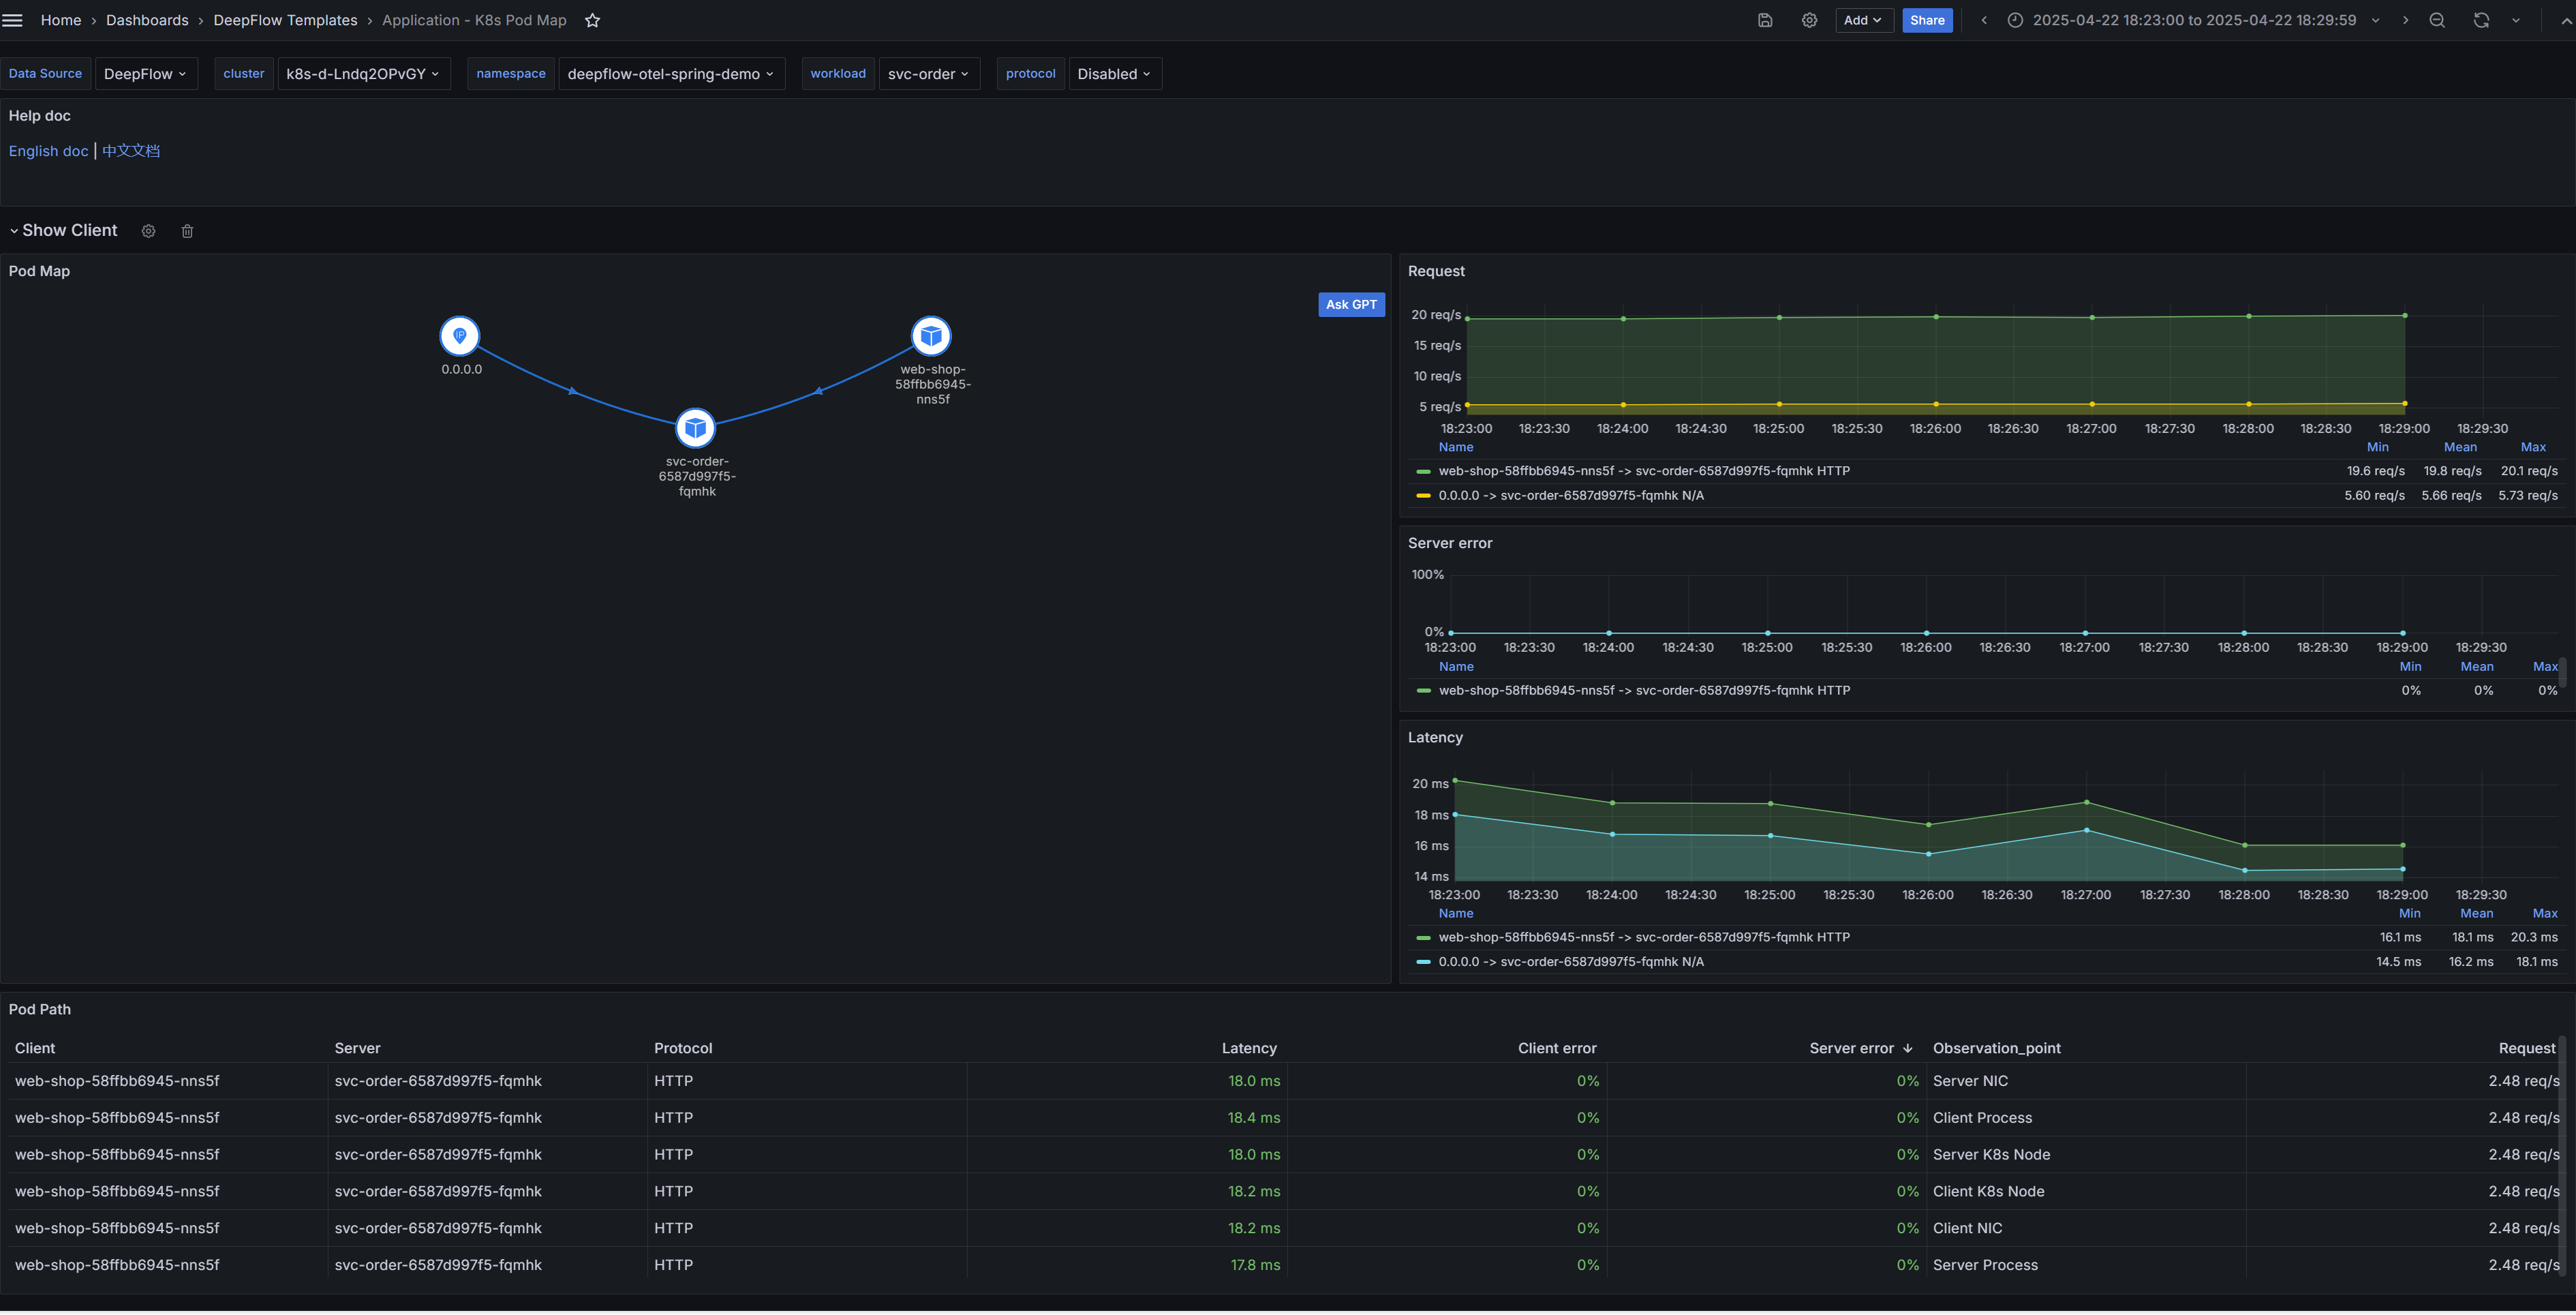 Home › Dashboards › DeepFlow Templates › Application - K8s Pod Map
Add
Share
2025-04-22 18:23:00 to 2025-04-22 18:29:59
Data Source DeepFlow cluster k8s-d-Lndq2OPvGY namespace deepflow-otel-spring-demo workload svc-order protocol Disabled
Help doc
English doc | 中文文档
Show Client
Pod Map
Ask GPT
IP
0.0.0.0
web-shop-
58ffbb6945-
nns5f
svc-order-
6587d997f5-
fqmhk
Request
20 req/s
15 req/s
10 req/s
5 req/s
18:23:00 18:23:30 18:24:00 18:24:30 18:25:00 18:25:30 18:26:00 18:26:30 18:27:00 18:27:30 18:28:00 18:28:30 18:29:00 18:29:30
Name Min Mean Max
web-shop-58ffbb6945-nns5f -> svc-order-6587d997f5-fqmhk HTTP 19.6 req/s 19.8 req/s 20.1 req/s
0.0.0.0 -> svc-order-6587d997f5-fqmhk N/A 5.60 req/s 5.66 req/s 5.73 req/s
Server error
100%
0%
18:23:00 18:23:30 18:24:00 18:24:30 18:25:00 18:25:30 18:26:00 18:26:30 18:27:00 18:27:30 18:28:00 18:28:30 18:29:00 18:29:30
Name Min Mean Max
web-shop-58ffbb6945-nns5f -> svc-order-6587d997f5-fqmhk HTTP 0% 0% 0%
Latency
20 ms
18 ms
16 ms
14 ms
18:23:00 18:23:30 18:24:00 18:24:30 18:25:00 18:25:30 18:26:00 18:26:30 18:27:00 18:27:30 18:28:00 18:28:30 18:29:00 18:29:30
Name Min Mean Max
web-shop-58ffbb6945-nns5f -> svc-order-6587d997f5-fqmhk HTTP 16.1 ms 18.1 ms 20.3 ms
0.0.0.0 -> svc-order-6587d997f5-fqmhk N/A 14.5 ms 16.2 ms 18.1 ms
Pod Path
Client Server Protocol Latency Client error Server error Observation_point Request
web-shop-58ffbb6945-nns5f svc-order-6587d997f5-fqmhk HTTP 18.0 ms 0% 0% Server NIC 2.48 req/s
web-shop-58ffbb6945-nns5f svc-order-6587d997f5-fqmhk HTTP 18.4 ms 0% 0% Client Process 2.48 req/s
web-shop-58ffbb6945-nns5f svc-order-6587d997f5-fqmhk HTTP 18.0 ms 0% 0% Server K8s Node 2.48 req/s
web-shop-58ffbb6945-nns5f svc-order-6587d997f5-fqmhk HTTP 18.2 ms 0% 0% Client K8s Node 2.48 req/s
web-shop-58ffbb6945-nns5f svc-order-6587d997f5-fqmhk HTTP 18.2 ms 0% 0% Client NIC 2.48 req/s
web-shop-58ffbb6945-nns5f svc-order-6587d997f5-fqmhk HTTP 17.8 ms 0% 0% Server Process 2.48 req/s